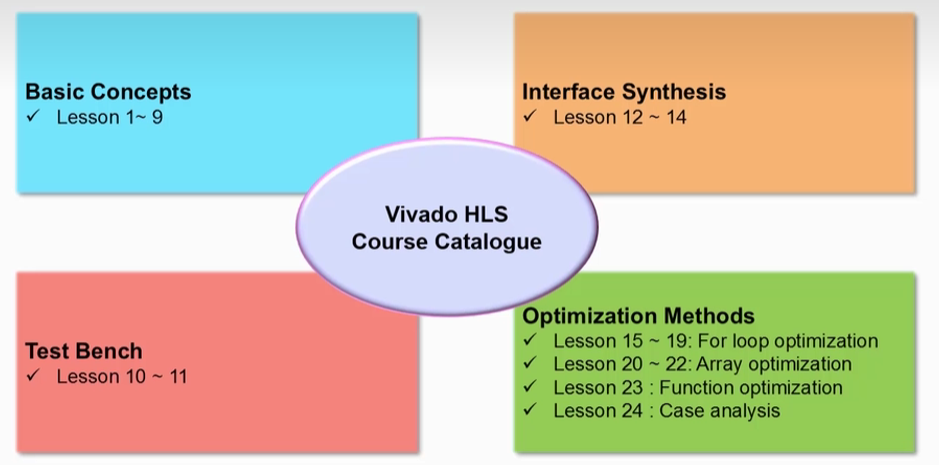 Basic Concepts
✓ Lesson 1~ 9
Interface Synthesis
✓ Lesson 12 ~ 14
Vivado HLS
Course Catalogue
Test Bench
✓ Lesson 10 ~ 11
Optimization Methods
✓ Lesson 15 ~ 19: For loop optimization
✓ Lesson 20 ~ 22: Array optimization
✓ Lesson 23 : Function optimization
✓ Lesson 24 : Case analysis